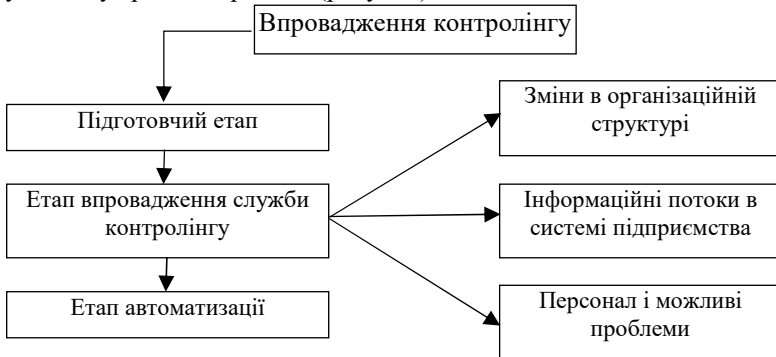 Впровадження контролінгу
Підготовчий етап
Етап впровадження служби
контролінгу
Етап автоматизації
Зміни в організаційній
структурі
Інформаційні потоки в
системі підприємства
Персонал і можливі
проблеми